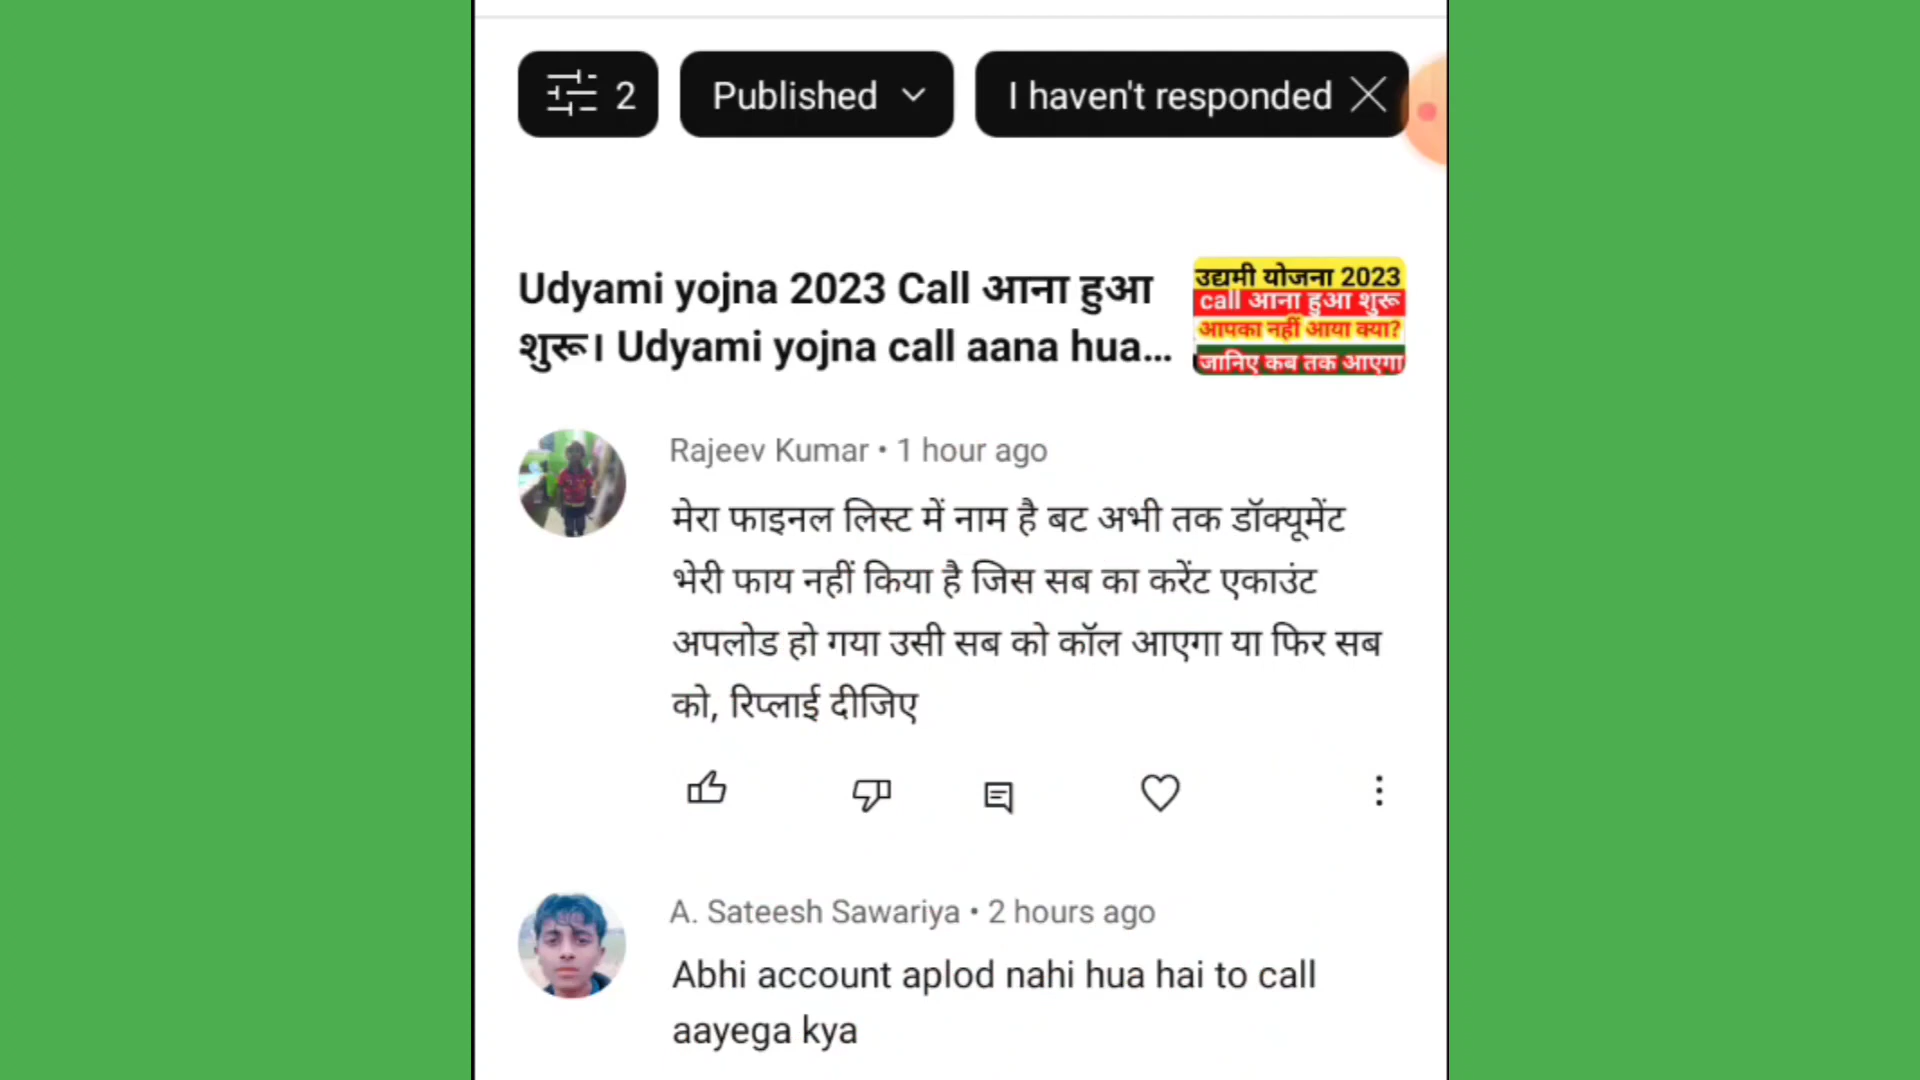 2
Published
I haven't responded
Udyami yojna 2023 Call आना हुआ
शुरू। Udyami yojna call aana hua...
उद्यमी योजना 2023
call आना हुआ शुरू
आपका नहीं आया क्या?
जानिए कब तक आएगा
Rajeev Kumar • 1 hour ago
मेरा फाइनल लिस्ट में नाम है बट अभी तक डॉक्यूमेंट
भेरी फाय नहीं किया है जिस सब का करेंट एकाउंट
अपलोड हो गया उसी सब को कॉल आएगा या फिर सब
को, रिप्लाई दीजिए
A. Sateesh Sawariya • 2 hours ago
Abhi account aplod nahi hua hai to call
aayega kya